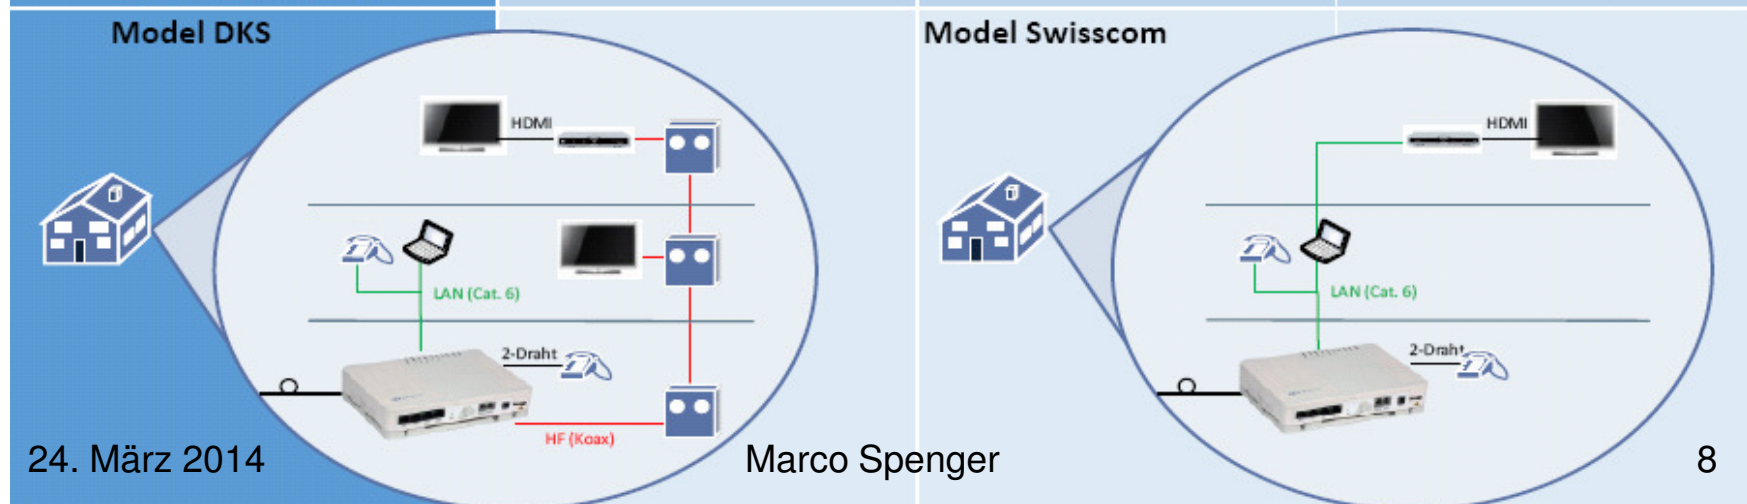 Model DKS
HDMI
LAN (Cat. 6)
2-Draht
HF (Koax)
Model Swisscom
HDMI
LAN (Cat. 6)
2-Draht
24. März 2014
Marco Spenger
8